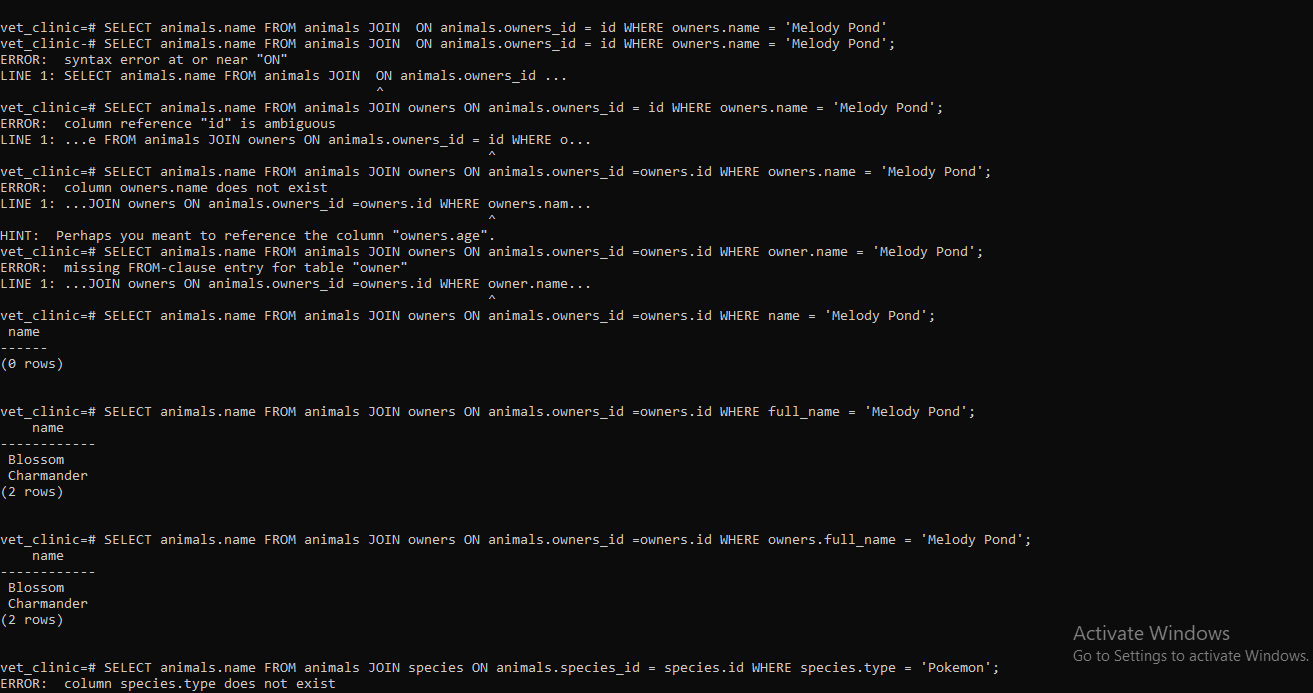 vet_clinic=# SELECT animals.name FROM animals JOIN  ON animals.owners_id = id WHERE owners.name = 'Melody Pond'
vet_clinic-# SELECT animals.name FROM animals JOIN  ON animals.owners_id = id WHERE owners.name = 'Melody Pond';
ERROR:  syntax error at or near "ON"
LINE 1: SELECT animals.name FROM animals JOIN  ON animals.owners_id ...
^
vet_clinic=# SELECT animals.name FROM animals JOIN owners ON animals.owners_id = id WHERE owners.name = 'Melody Pond';
ERROR:  column reference "id" is ambiguous
LINE 1: ...e FROM animals JOIN owners ON animals.owners_id = id WHERE o...
^
vet_clinic=# SELECT animals.name FROM animals JOIN owners ON animals.owners_id =owners.id WHERE owners.name = 'Melody Pond';
ERROR:  column owners.name does not exist
LINE 1: ...JOIN owners ON animals.owners_id =owners.id WHERE owners.nam...
^
HINT:  Perhaps you meant to reference the column "owners.age".
vet_clinic=# SELECT animals.name FROM animals JOIN owners ON animals.owners_id =owners.id WHERE owner.name = 'Melody Pond';
ERROR:  missing FROM-clause entry for table "owner"
LINE 1: ...JOIN owners ON animals.owners_id =owners.id WHERE owner.name...
^
vet_clinic=# SELECT animals.name FROM animals JOIN owners ON animals.owners_id =owners.id WHERE name = 'Melody Pond';
name
------
(0 rows)
vet_clinic=# SELECT animals.name FROM animals JOIN owners ON animals.owners_id =owners.id WHERE full_name = 'Melody Pond';
name
------------
Blossom
Charmander
(2 rows)
vet_clinic=# SELECT animals.name FROM animals JOIN owners ON animals.owners_id =owners.id WHERE owners.full_name = 'Melody Pond';
name
------------
Blossom
Charmander
(2 rows)
vet_clinic=# SELECT animals.name FROM animals JOIN species ON animals.species_id = species.id WHERE species.type = 'Pokemon';
ERROR:  column species.type does not exist
Activate Windows
Go to Settings to activate Windows.